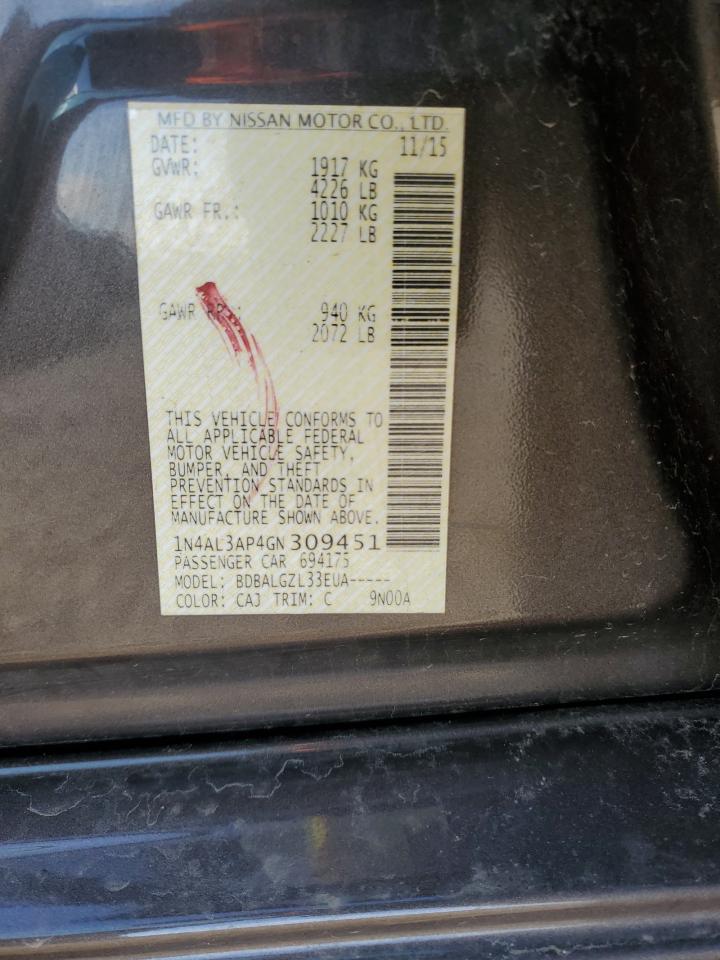 MFD BY NISSAN MOTOR CO., LTD.
DATE: 11/15
GVWR: 1917 KG
4226 LB
GAWR FR.: 1010 KG
2227 LB
GAWR RR.: 940 KG
2072 LB
THIS VEHICLE CONFORMS TO
ALL APPLICABLE FEDERAL
MOTOR VEHICLE SAFETY,
BUMPER, AND THEFT
PREVENTION STANDARDS IN
EFFECT ON THE DATE OF
MANUFACTURE SHOWN ABOVE.
1N4AL3AP4GN309451
PASSENGER CAR 694175
MODEL: BDBALGZL33EUA-----
COLOR: CAJ TRIM: C 9N00A